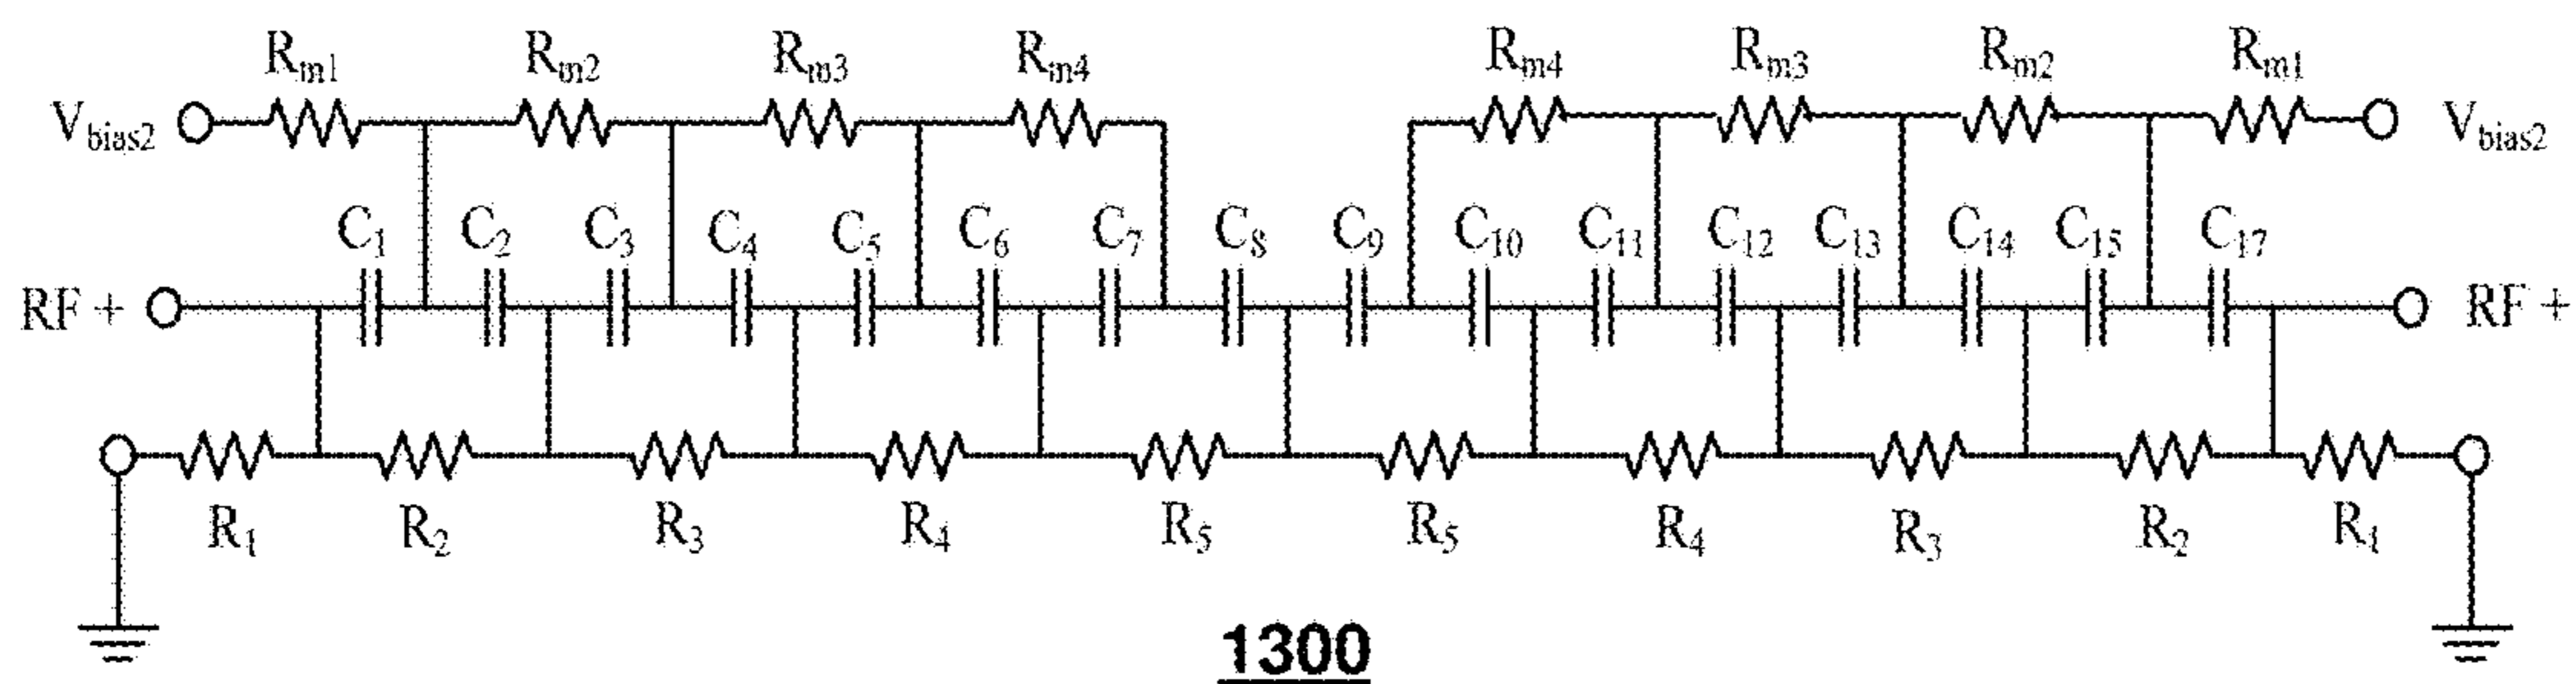 R_m1 R_m2 R_m3 R_m4 R_m4 R_m3 R_m2 R_m1
V_bias2 V_bias2
C_1 C_2 C_3 C_4 C_5 C_6 C_7 C_8 C_9 C_10 C_11 C_12 C_13 C_14 C_15 C_17
RF + RF +
R_1 R_2 R_3 R_4 R_5 R_5 R_4 R_3 R_2 R_1
1300